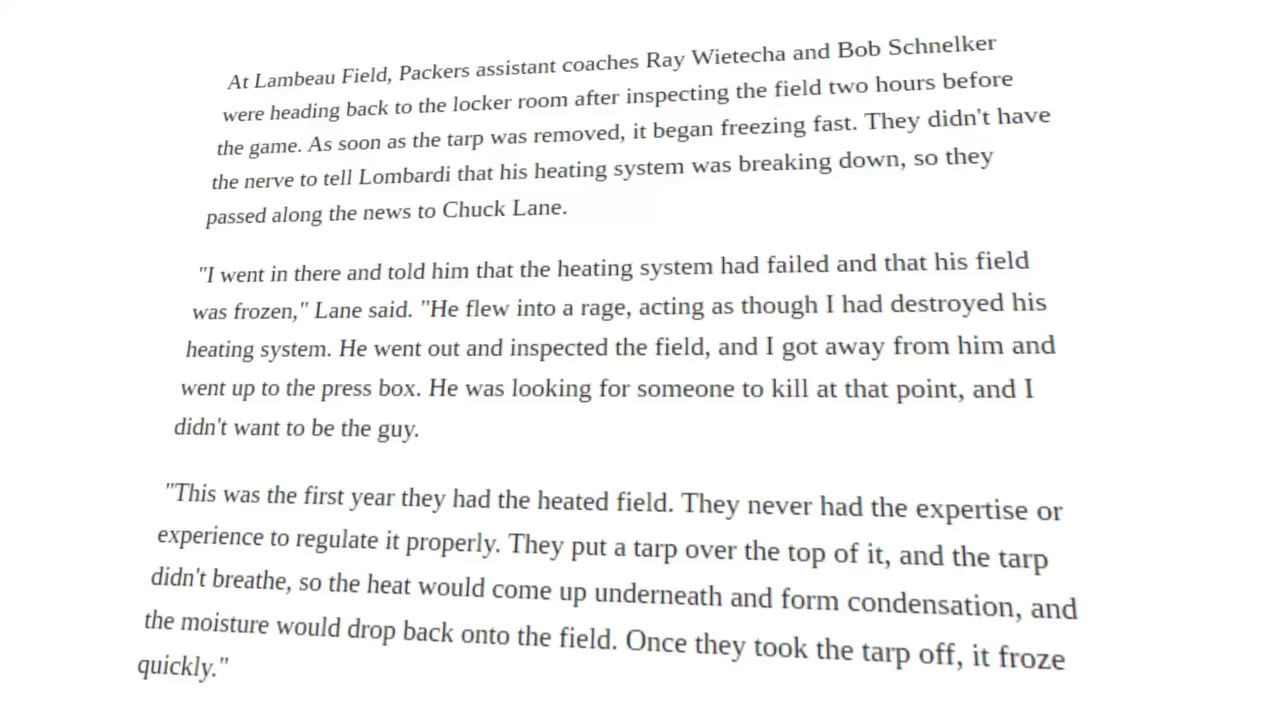 At Lambeau Field, Packers assistant coaches Ray Wietecha and Bob Schnelker
were heading back to the locker room after inspecting the field two hours before
the game. As soon as the tarp was removed, it began freezing fast. They didn't have
the nerve to tell Lombardi that his heating system was breaking down, so they
passed along the news to Chuck Lane.
"I went in there and told him that the heating system had failed and that his field
was frozen," Lane said. "He flew into a rage, acting as though I had destroyed his
heating system. He went out and inspected the field, and I got away from him and
went up to the press box. He was looking for someone to kill at that point, and I
didn't want to be the guy.
"This was the first year they had the heated field. They never had the expertise or
experience to regulate it properly. They put a tarp over the top of it, and the tarp
didn't breathe, so the heat would come up underneath and form condensation, and
the moisture would drop back onto the field. Once they took the tarp off, it froze
quickly."